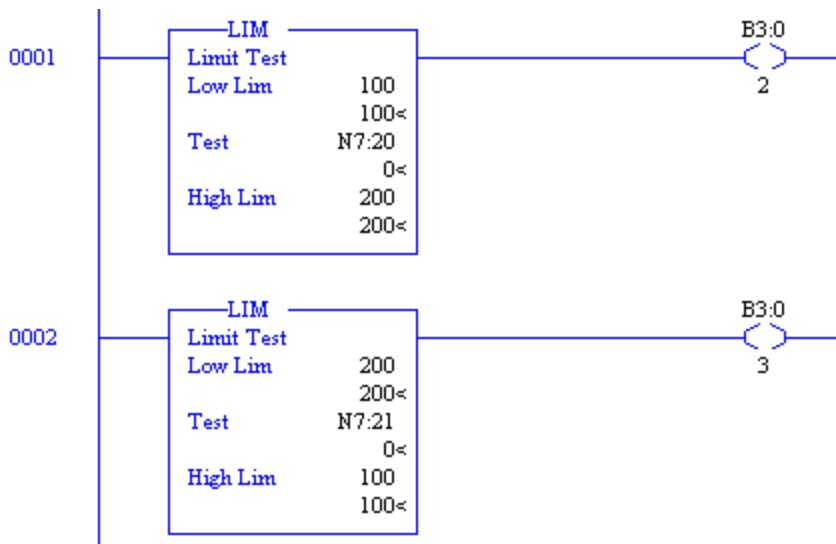 LIM
B3:0
0001
Limit Test
Low Lim 100
2
100<
Test N7:20
0<
High Lim 200
200<
LIM
B3:0
0002
Limit Test
Low Lim 200
3
200<
Test N7:21
0<
High Lim 100
100<